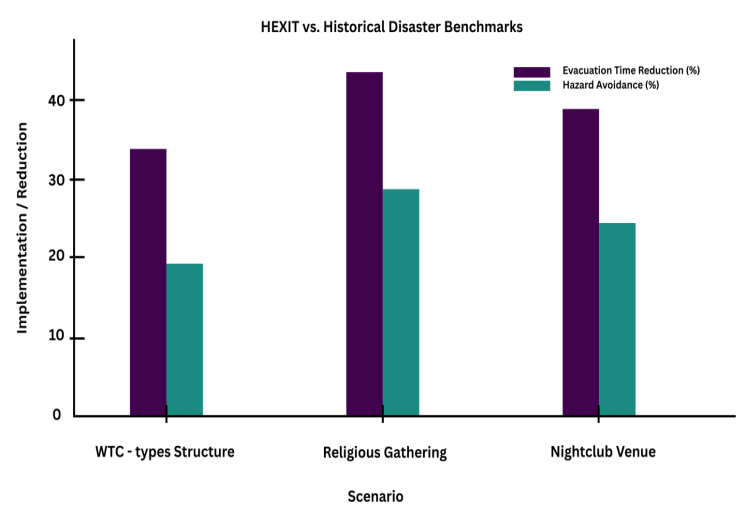 HEXIT vs. Historical Disaster Benchmarks
Evacuation Time Reduction (%)
Hazard Avoidance (%)
Implementation / Reduction
40
30
20
10
0
WTC - types Structure
Religious Gathering
Nightclub Venue
Scenario